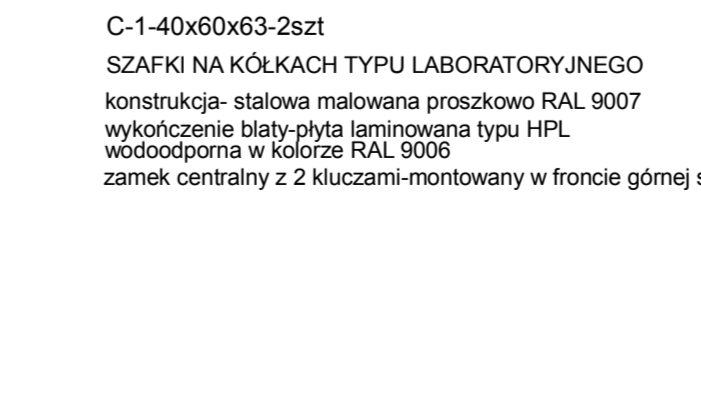 C-1-40x60x63-2szt
SZAFKI NA KÓŁKACH TYPU LABORATORYJNEGO
konstrukcja- stalowa malowana proszkowo RAL 9007
wykończenie blaty-płyta laminowana typu HPL
wodoodporna w kolorze RAL 9006
zamek centralny z 2 kluczami-montowany w froncie górnej